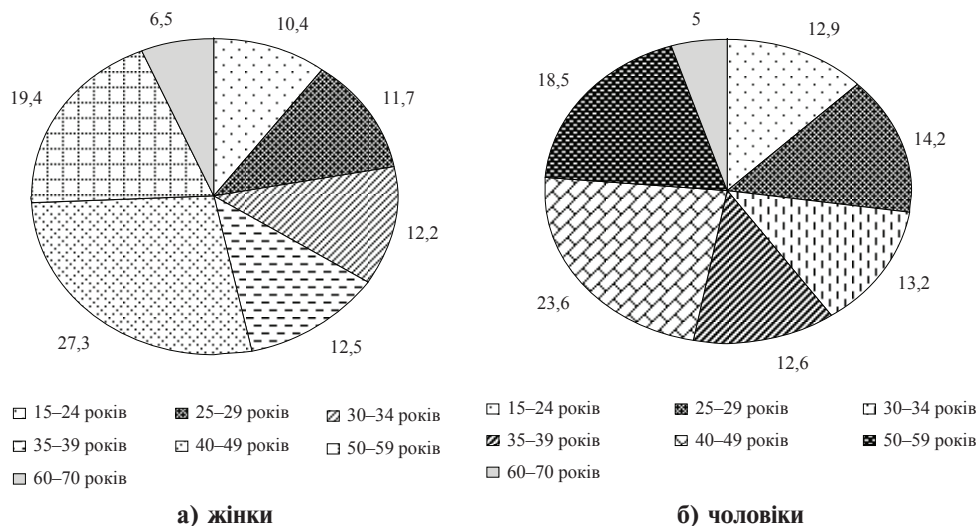 6,5
10,4
19,4
11,7
12,2
27,3
12,5
15–24 років 25–29 років 30–34 років
35–39 років 40–49 років 50–59 років
60–70 років
а) жінки
5
12,9
18,5
14,2
13,2
23,6
12,6
15–24 років 25–29 років 30–34 років
35–39 років 40–49 років 50–59 років
60–70 років
б) чоловіки